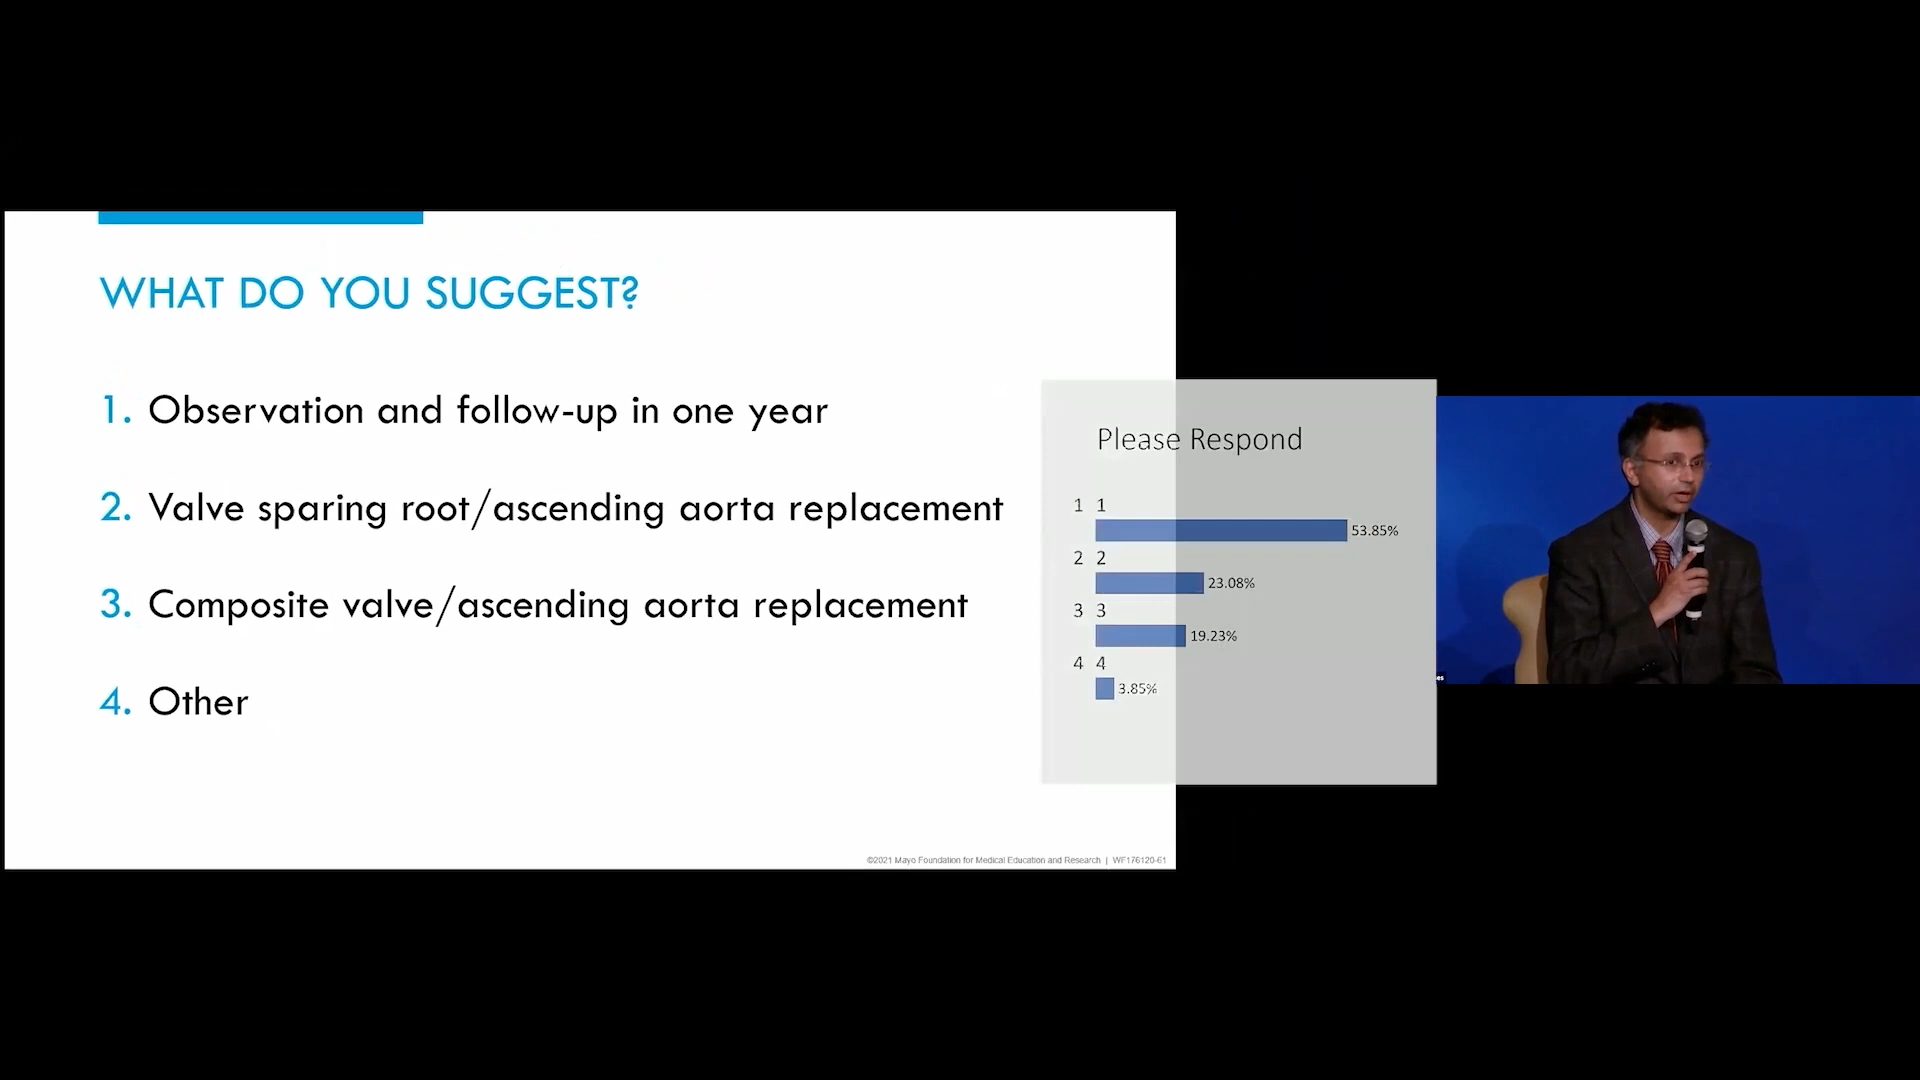 WHAT DO YOU SUGGEST?
1. Observation and follow-up in one year
2. Valve sparing root/ascending aorta replacement
3. Composite valve/ascending aorta replacement
4. Other
©2021 Mayo Foundation for Medical Education and Research | WF176120-61
Please Respond
1 1
53.85%
2 2
23.08%
3 3
19.23%
4 4
3.85%